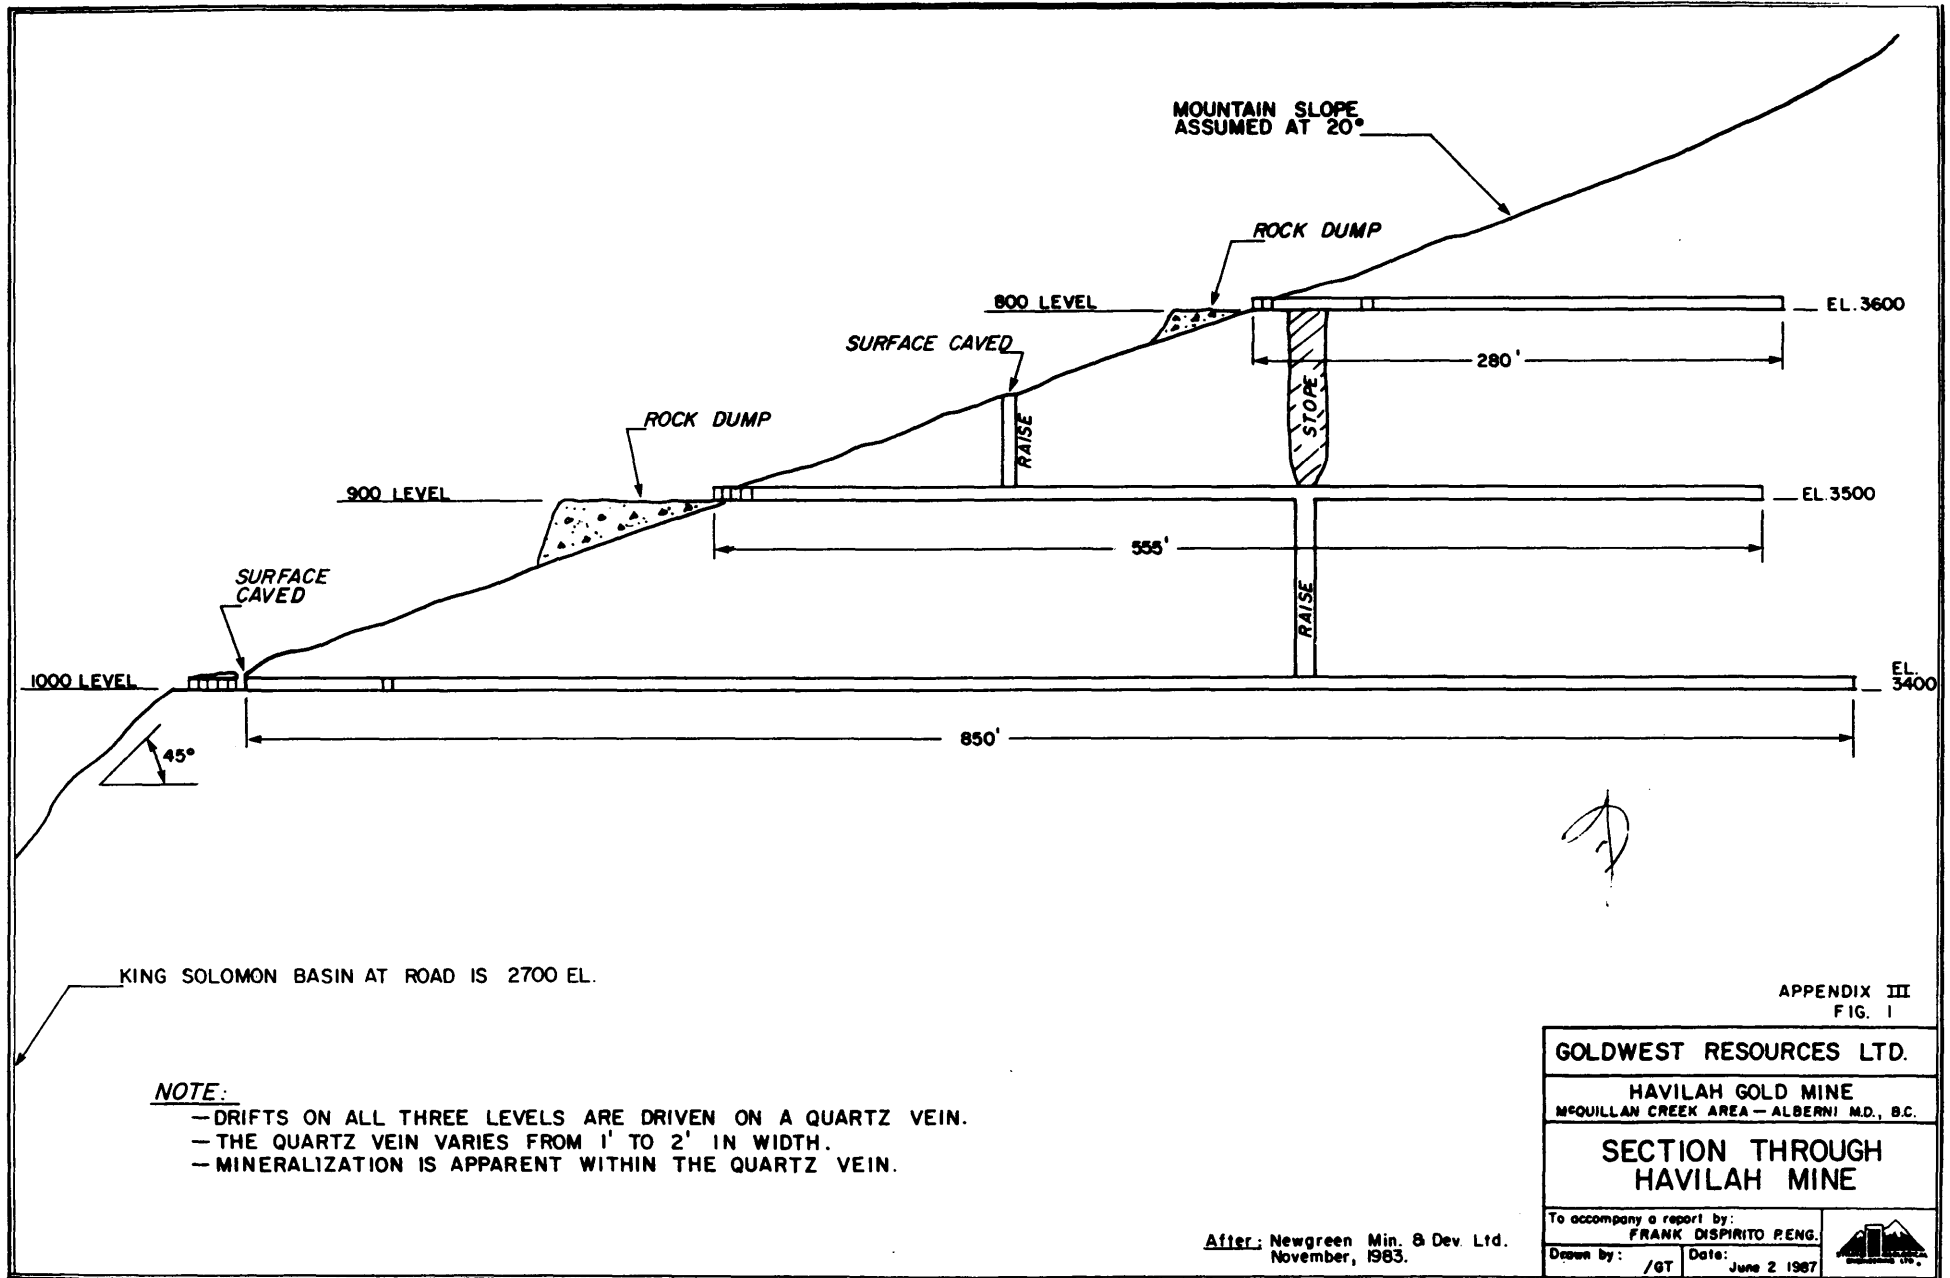 MOUNTAIN SLOPE
ASSUMED AT 20°
ROCK DUMP
800 LEVEL
EL. 3600
SURFACE CAVED
280'
STOPE
RAISE
ROCK DUMP
900 LEVEL
EL. 3500
555'
SURFACE
CAVED
RAISE
1000 LEVEL
EL.
3400
850'
45°
KING SOLOMON BASIN AT ROAD IS 2700 EL.
NOTE:
— DRIFTS ON ALL THREE LEVELS ARE DRIVEN ON A QUARTZ VEIN.
— THE QUARTZ VEIN VARIES FROM 1' TO 2' IN WIDTH.
— MINERALIZATION IS APPARENT WITHIN THE QUARTZ VEIN.
After: Newgreen Min. & Dev. Ltd.
November, 1983.
APPENDIX III
FIG. 1
GOLDWEST RESOURCES LTD.
HAVILAH GOLD MINE
McQUILLAN CREEK AREA — ALBERNI M.D., B.C.
SECTION THROUGH
HAVILAH MINE
To accompany a report by:
FRANK DISPIRITO P.ENG.
Drawn by: /GT
Date: June 2 1987